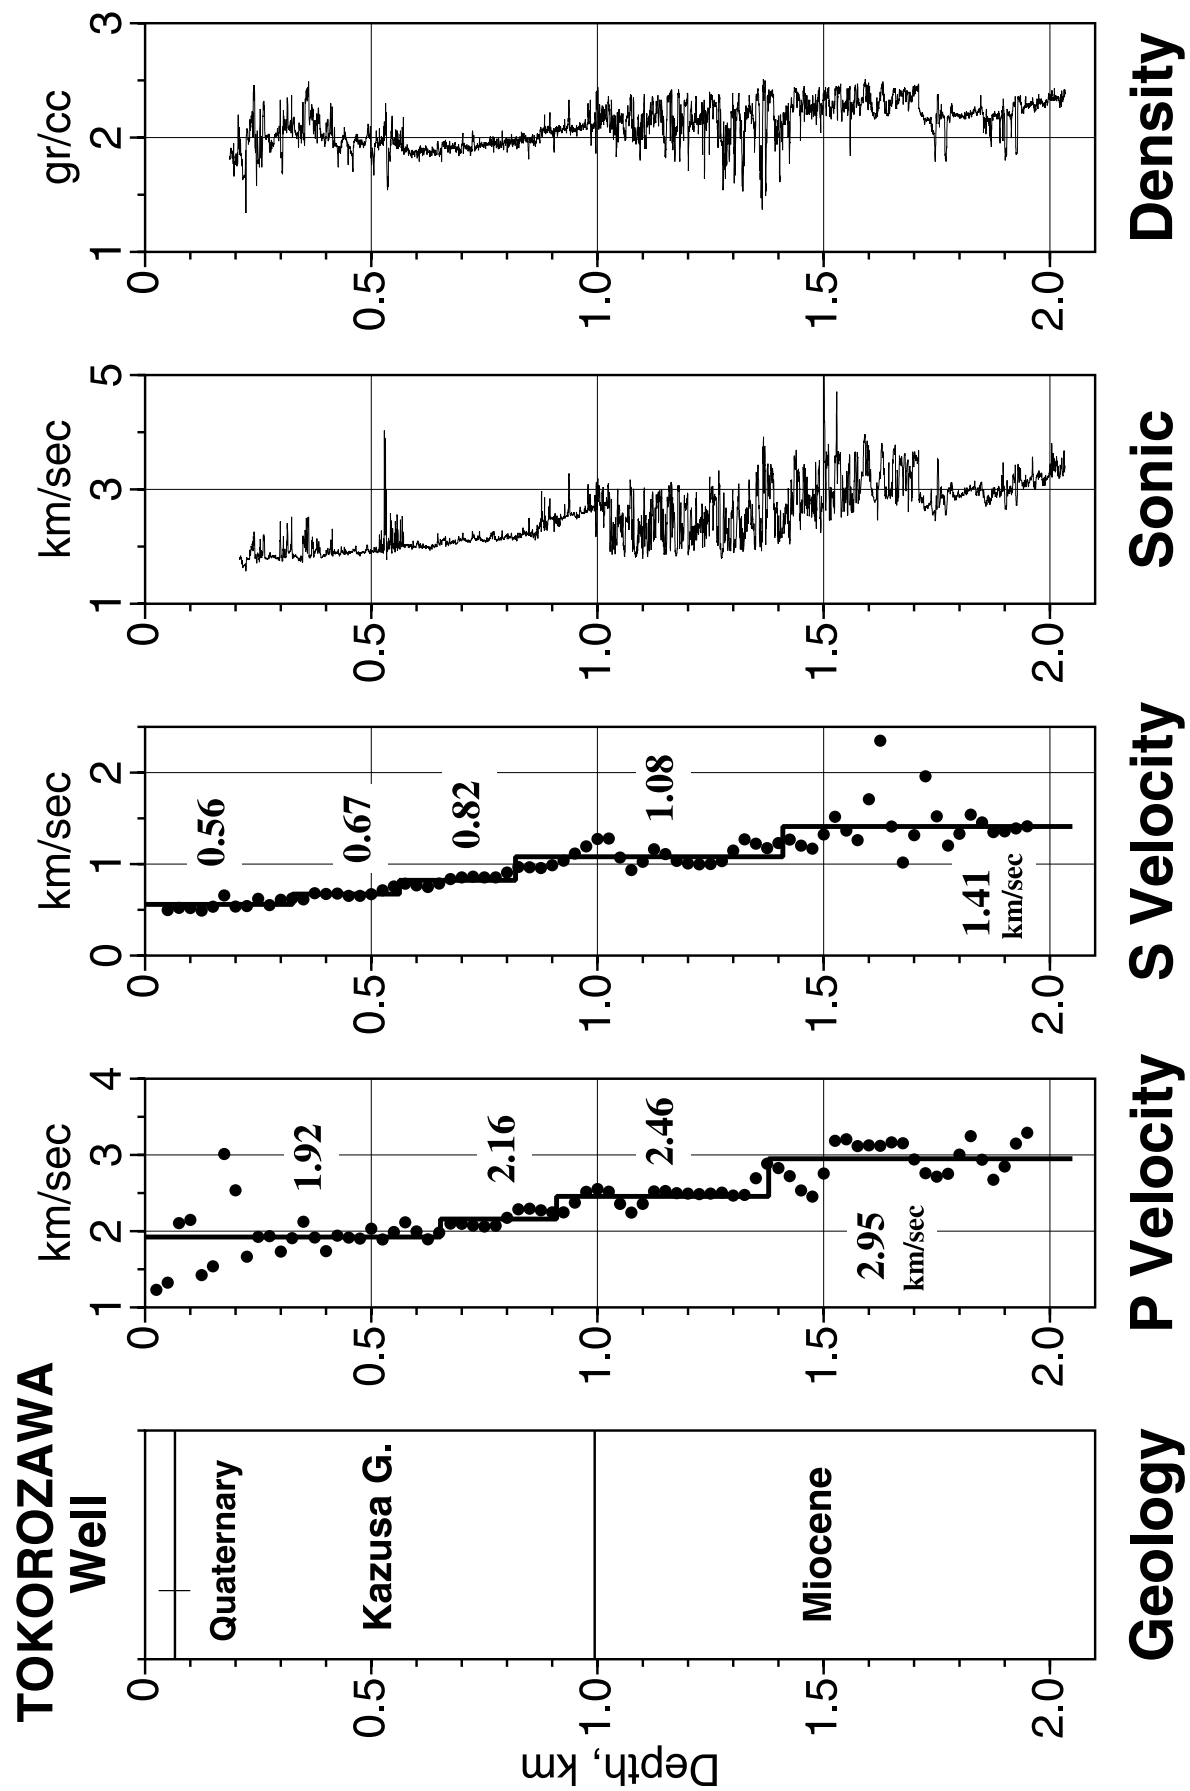 TOKOROZAWA
Well
Depth, km
0
0.5
1.0
1.5
2.0
Quaternary
Kazusa G.
Miocene
Geology
km/sec
1
2
3
4
0
0.5
1.0
1.5
2.0
1.92
2.16
2.46
2.95
km/sec
P Velocity
km/sec
0
1
2
0
0.5
1.0
1.5
2.0
0.56
0.67
0.82
1.08
1.41
km/sec
S Velocity
km/sec
1
3
5
0
0.5
1.0
1.5
2.0
Sonic
gr/cc
1
2
3
0
0.5
1.0
1.5
2.0
Density